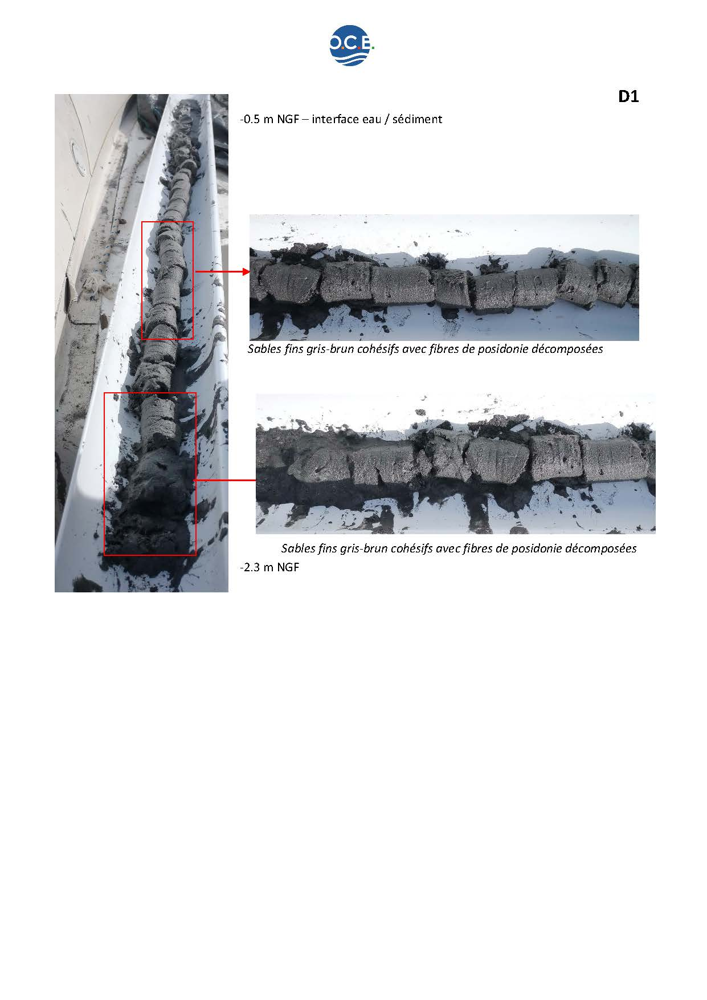 O.C.E.
D1
-0.5 m NGF – interface eau / sédiment
Sables fins gris-brun cohésifs avec fibres de posidonie décomposées
Sables fins gris-brun cohésifs avec fibres de posidonie décomposées
-2.3 m NGF